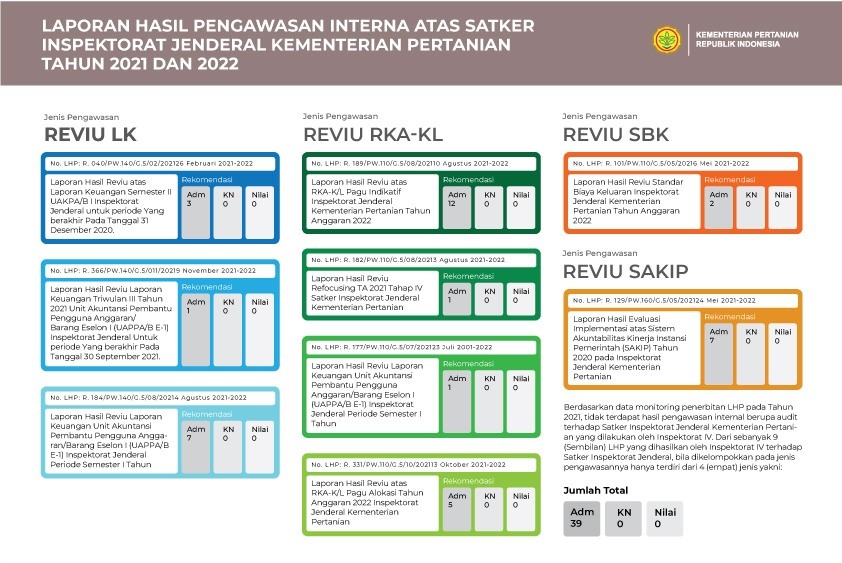 LAPORAN HASIL PENGAWASAN INTERNA ATAS SATKER
INSPEKTORAT JENDERAL KEMENTERIAN PERTANIAN
TAHUN 2021 DAN 2022
KEMENTERIAN PERTANIAN
REPUBLIK INDONESIA
Jenis Pengawasan
REVIU LK
No. LHP: R. 040/PW.140/G.5/02/202126 Februari 2021-2022
Laporan Hasil Reviu atas
Laporan Keuangan Semester II
UAKPA/B I Inspektorat
Jenderal untuk periode Yang
berakhir Pada Tanggal 31
Desember 2020.
Rekomendasi
Adm
3
KN
0
Nilai
0
No. LHP: R. 366/PW.140/G.5/011/20219 November 2021-2022
Laporan Hasil Reviu Laporan
Keuangan Triwulan III Tahun
2021 Unit Akuntansi Pembantu
Pengguna Anggaran/
Barang Eselon I (UAPPA/B E-1)
Inspektorat Jenderal Untuk
periode Yang berakhir Pada
Tanggal 30 September 2021.
Rekomendasi
Adm
1
KN
0
Nilai
0
No. LHP: R. 184/PW.140/G.5/08/20214 Agustus 2021-2022
Laporan Hasil Reviu Laporan
Keuangan Unit Akuntansi
Pembantu Pengguna Angga-
ran/Barang Eselon I (UAPPA/B
E-1) Inspektorat Jenderal
Periode Semester I Tahun
Rekomendasi
Adm
7
KN
0
Nilai
0
Jenis Pengawasan
REVIU RKA-KL
No. LHP: R. 189/PW.110/G.5/08/202110 Agustus 2021-2022
Laporan Hasil Reviu atas
RKA-K/L Pagu Indikatif
Inspektorat Jenderal
Kementerian Pertanian Tahun
Anggaran 2022
Rekomendasi
Adm
12
KN
0
Nilai
0
No. LHP: R. 182/PW.110/G.5/08/20213 Agustus 2021-2022
Laporan Hasil Reviu
Refocusing TA 2021 Tahap IV
Satker Inspektorat Jenderal
Kementerian Pertanian
Rekomendasi
Adm
1
KN
0
Nilai
0
No. LHP: R. 177/PW.110/G.5/07/202123 Juli 2001-2022
Laporan Hasil Reviu Laporan
Keuangan Unit Akuntansi
Pembantu Pengguna
Anggaran/Barang Eselon I
(UAPPA/B E-1) Inspektorat
Jenderal Periode Semester I
Tahun
Rekomendasi
Adm
1
KN
0
Nilai
0
No. LHP: R. 331/PW.110/G.5/10/202113 Oktober 2021-2022
Laporan Hasil Reviu atas
RKA-K/L Pagu Alokasi Tahun
Anggaran 2022 Inspektorat
Jenderal Kementerian
Pertanian
Rekomendasi
Adm
5
KN
0
Nilai
0
Jenis Pengawasan
REVIU SBK
No. LHP: R. 101/PW.110/G.5/05/20216 Mei 2021-2022
Laporan Hasil Reviu Standar
Biaya Keluaran Inspektorat
Jenderal Kementerian
Pertanian Tahun Anggaran
2022
Rekomendasi
Adm
2
KN
0
Nilai
0
Jenis Pengawasan
REVIU SAKIP
No. LHP: R. 129/PW.160/G.5/05/202124 Mei 2021-2022
Laporan Hasil Evaluasi
Implementasi atas Sistem
Akuntabilitas Kinerja Instansi
Pemerintah (SAKIP) Tahun
2020 pada Inspektorat
Jenderal Kementerian
Pertanian
Rekomendasi
Adm
7
KN
0
Nilai
0
Berdasarkan data monitoring penerbitan LHP pada Tahun
2021, tidak terdapat hasil pengawasan internal berupa audit
terhadap Satker Inspektorat Jenderal Kementerian Pertani-
an yang dilakukan oleh Inspektorat IV. Dari sebanyak 9
(Sembilan) LHP yang dihasilkan oleh Inspektorat IV terhadap
Satker Inspektorat Jenderal, bila dikelompokkan pada jenis
pengawasannya hanya terdiri dari 4 (empat) jenis yakni:
Jumlah Total
Adm
39
KN
0
Nilai
0